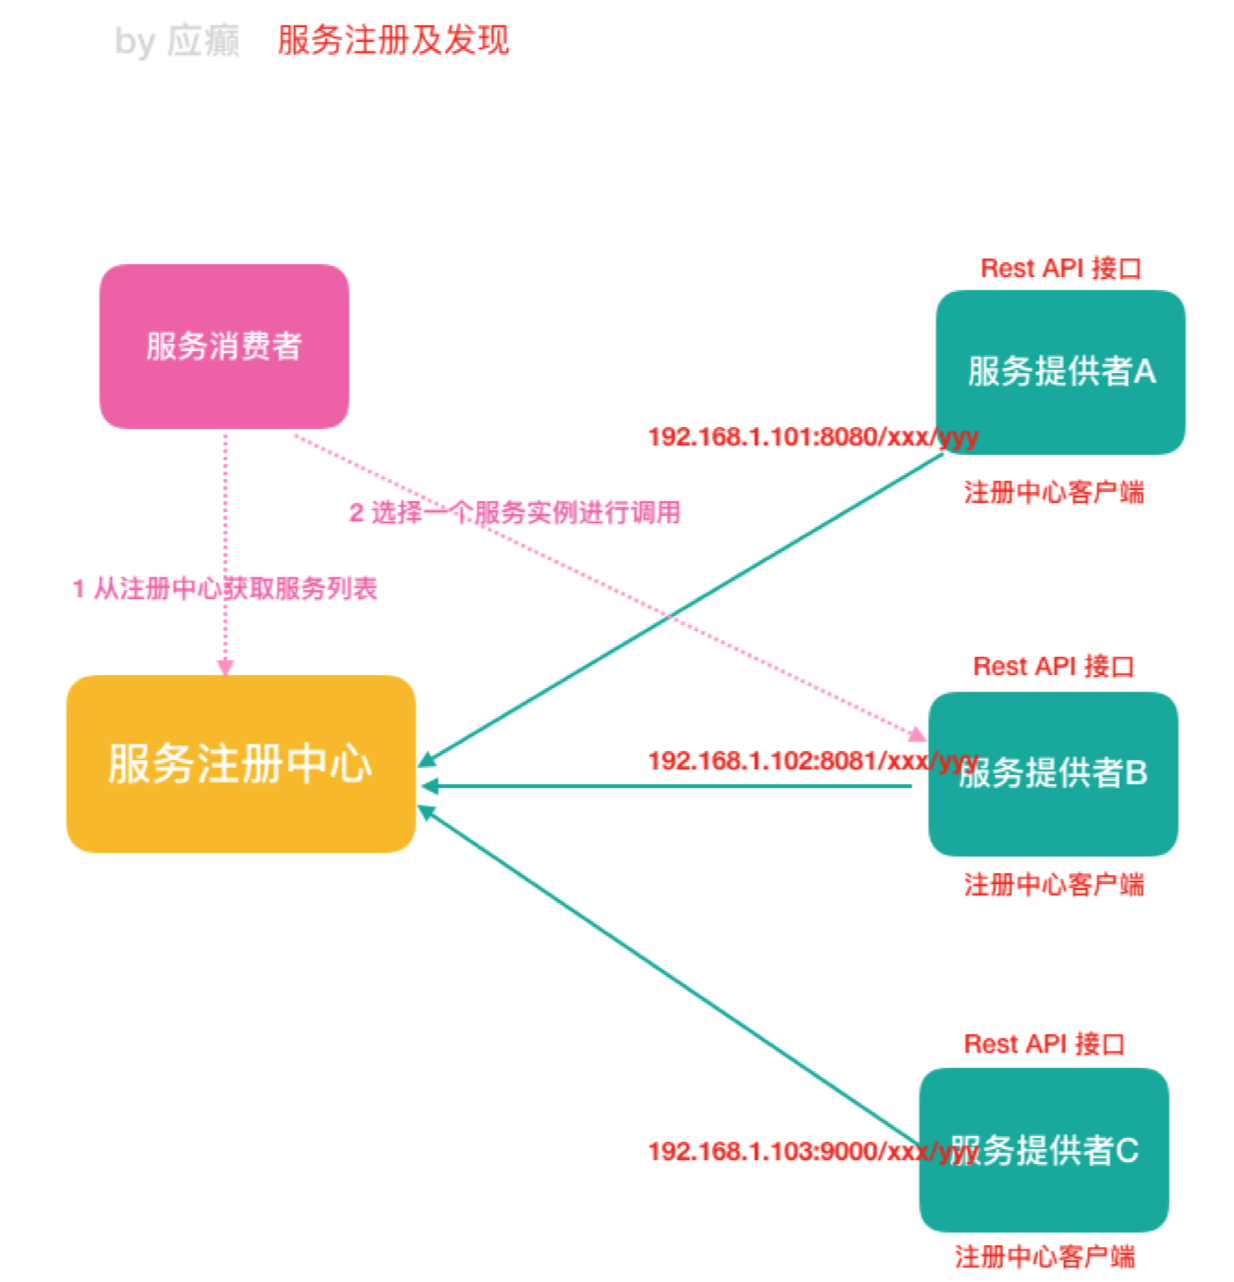 by 应癫 服务注册及发现
Rest API 接口
服务消费者
服务提供者A
192.168.1.101:8080/xxx/yyy
注册中心客户端
2 选择一个服务实例进行调用
1 从注册中心获取服务列表
Rest API 接口
服务注册中心
192.168.1.102:8081/xxx/yyy
服务提供者B
注册中心客户端
Rest API 接口
192.168.1.103:9000/xxx/yyy
服务提供者C
注册中心客户端